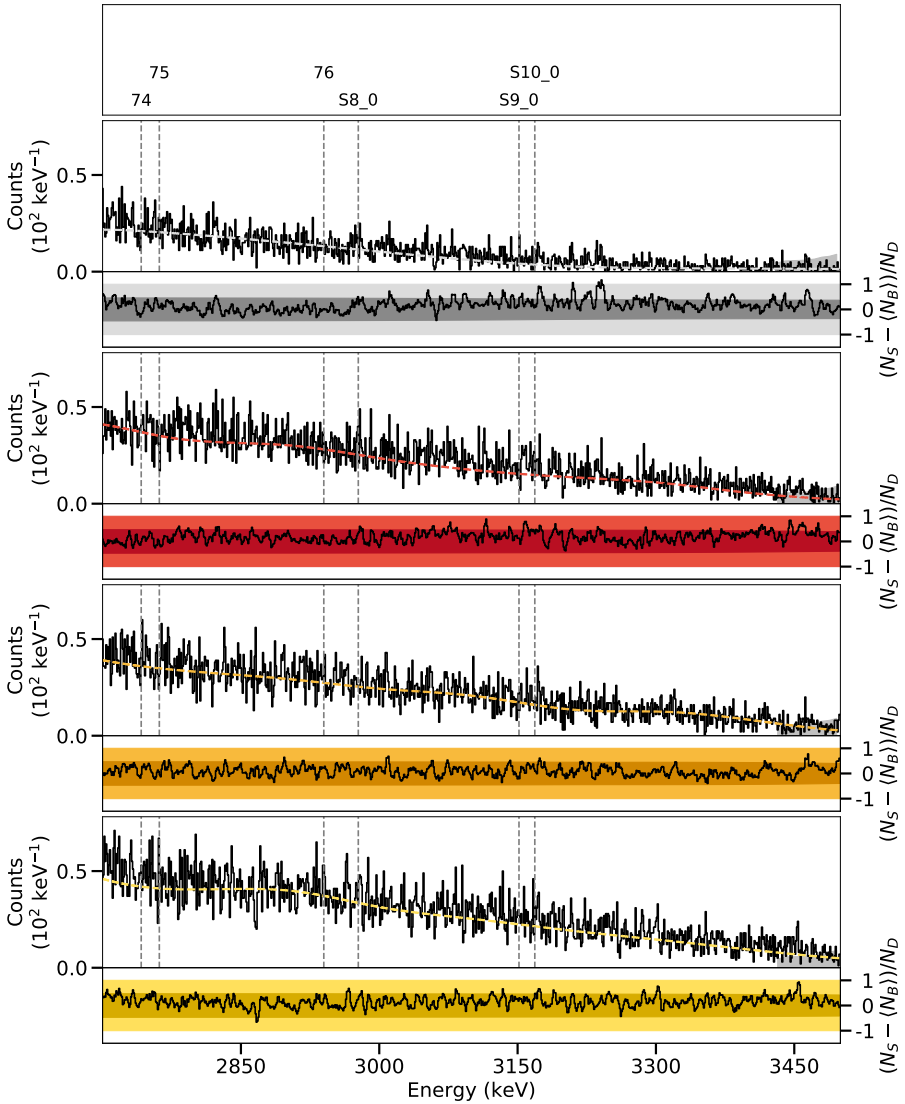 75 76 S10_0
74 S8_0 S9_0
Counts
(10² keV⁻¹)
0.5
0.0
1
0
-1
(N_S − ⟨N_B⟩)/N_D
Counts
(10² keV⁻¹)
0.5
0.0
1
0
-1
(N_S − ⟨N_B⟩)/N_D
Counts
(10² keV⁻¹)
0.5
0.0
1
0
-1
(N_S − ⟨N_B⟩)/N_D
Counts
(10² keV⁻¹)
0.5
0.0
1
0
-1
(N_S − ⟨N_B⟩)/N_D
2850 3000 3150 3300 3450
Energy (keV)